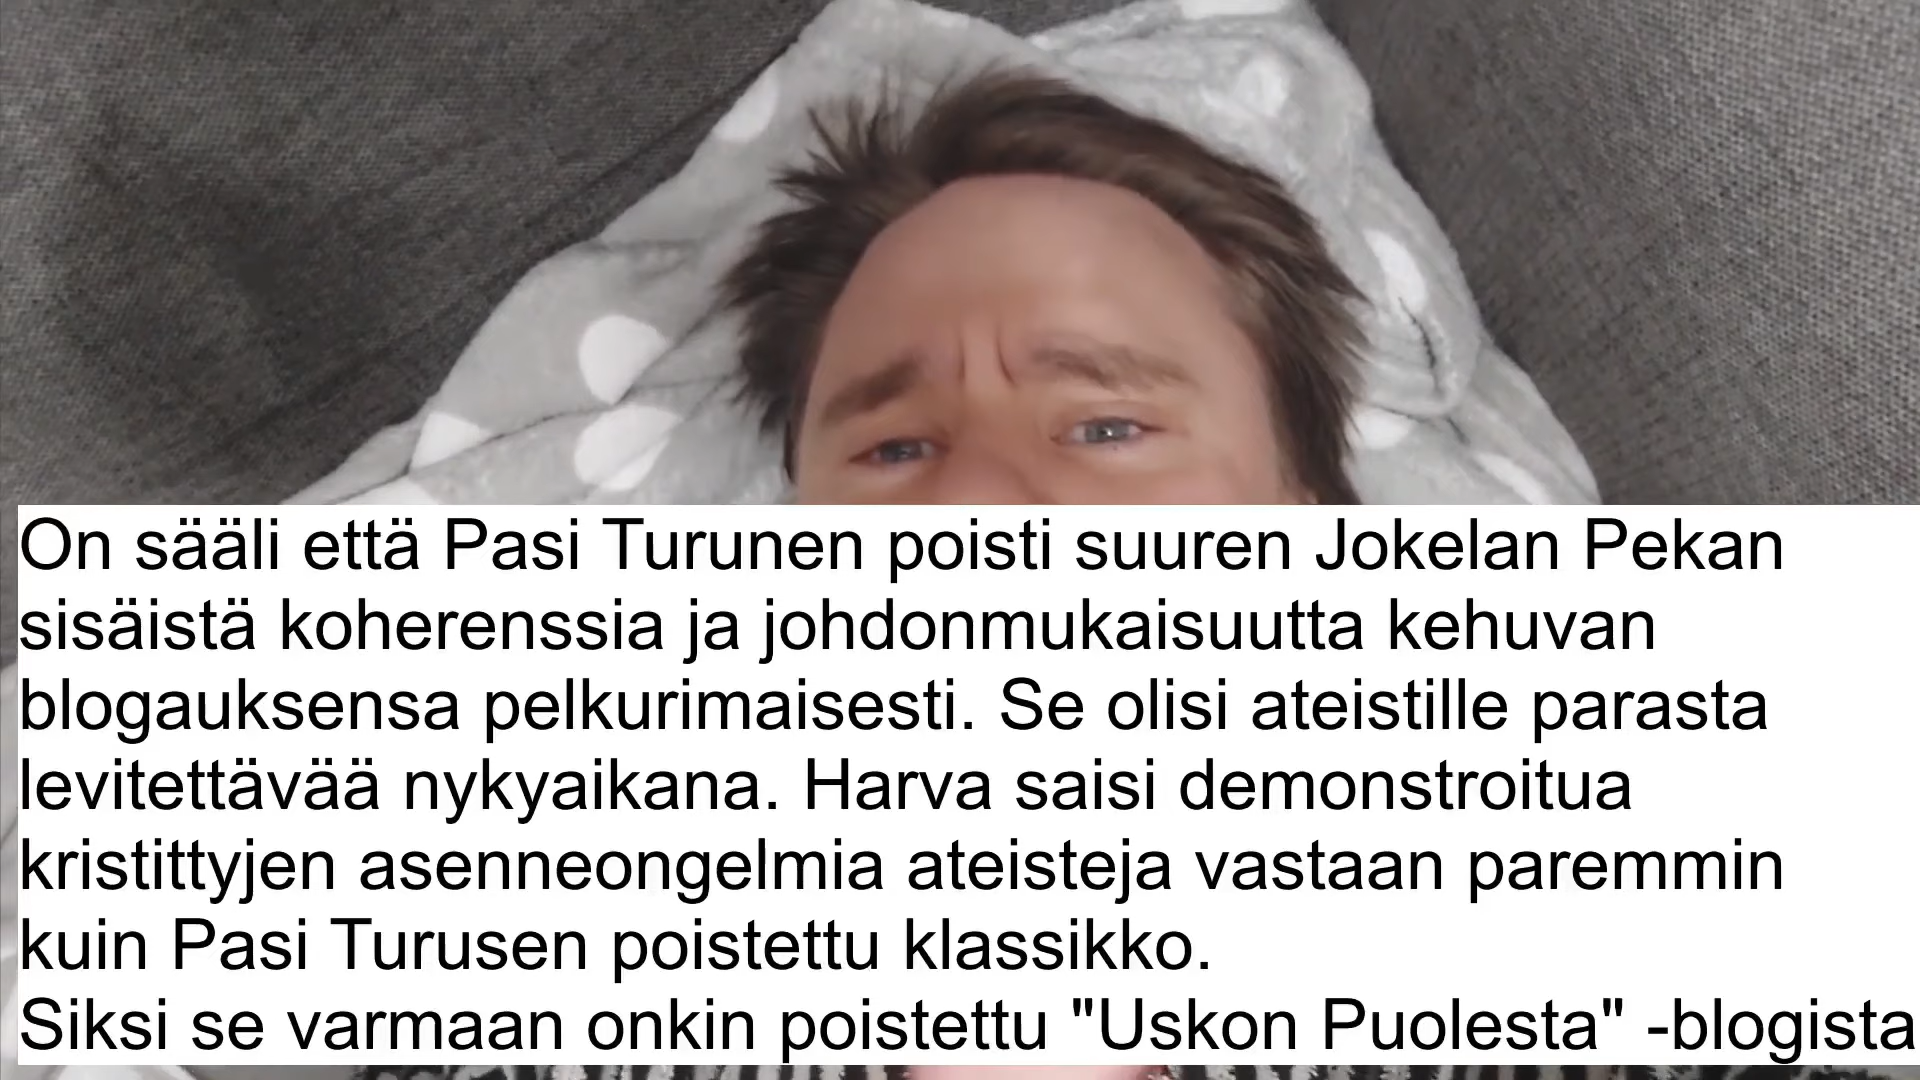 On sääli että Pasi Turunen poisti suuren Jokelan Pekan
sisäistä koherenssia ja johdonmukaisuutta kehuvan
blogauksensa pelkurimaisesti. Se olisi ateistille parasta
levitettävää nykyaikana. Harva saisi demonstroitua
kristittyjen asenneongelmia ateisteja vastaan paremmin
kuin Pasi Turusen poistettu klassikko.
Siksi se varmaan onkin poistettu "Uskon Puolesta" -blogista